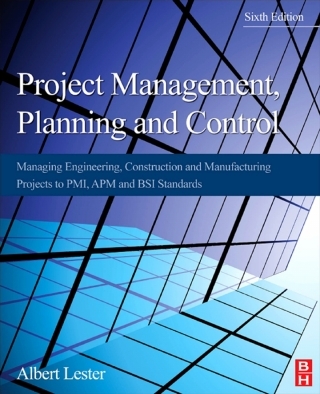 Sixth Edition
Project Management,
Planning and Control
Managing Engineering, Construction and Manufacturing
Projects to PMI, APM and BSI Standards
Albert Lester
B
H